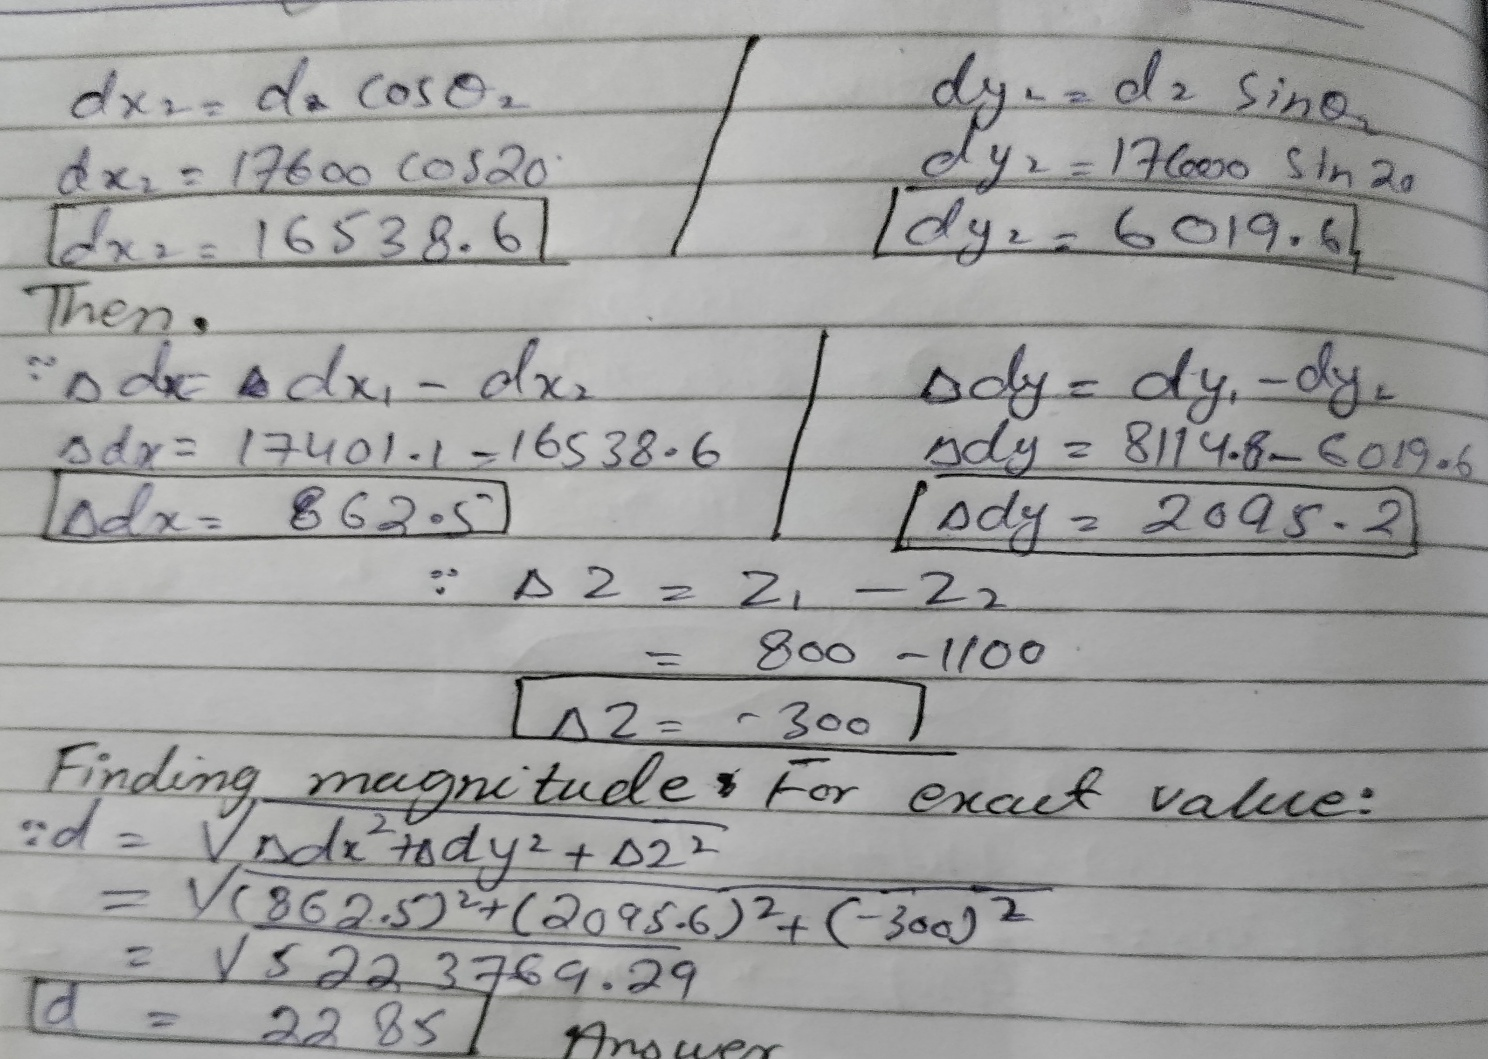 dx₂ = d₂ cosθ₂ / dy₂ = d₂ sinθ₂
dx₂ = 17600 cos20 / dy₂ = 176000 sin 20
dx₂ = 16538.6 / dy₂ = 6019.6
Then.
∵ Δdx = Δdx₁ - dx₂ / Δdy = dy₁ - dy₂
Δdx = 17401.1 - 16538.6 / Δdy = 8114.8 - 6019.6
Δdx = 862.5 / Δdy = 2095.2
∵ ΔZ = Z₁ - Z₂
= 800 - 1100
ΔZ = -300
Finding magnitude: For exact value:
∵ d = √Δdx² + Δdy² + ΔZ²
= √(862.5)² + (2095.6)² + (-300)²
= √5223769.29
d = 2285 Answer